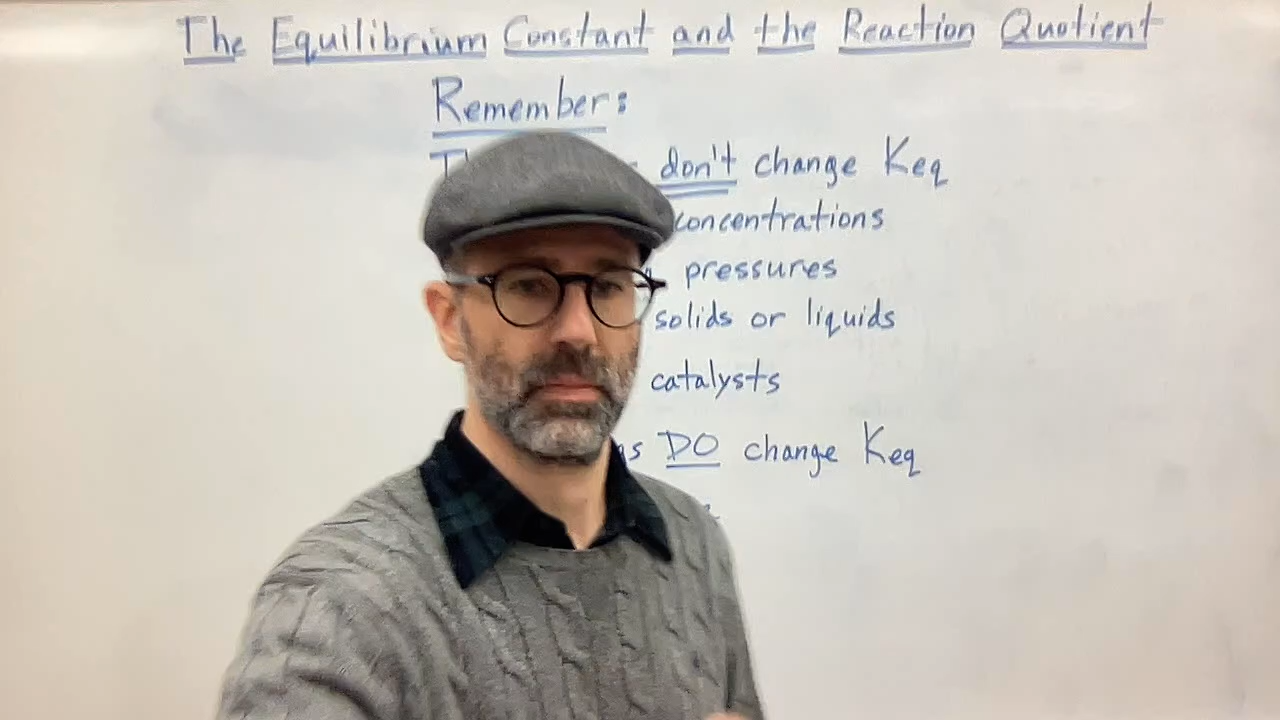 The Equilibrium Constant and the Reaction Quotient
Remember:
don't change Keq
concentrations
pressures
solids or liquids
catalysts
DO change Keq